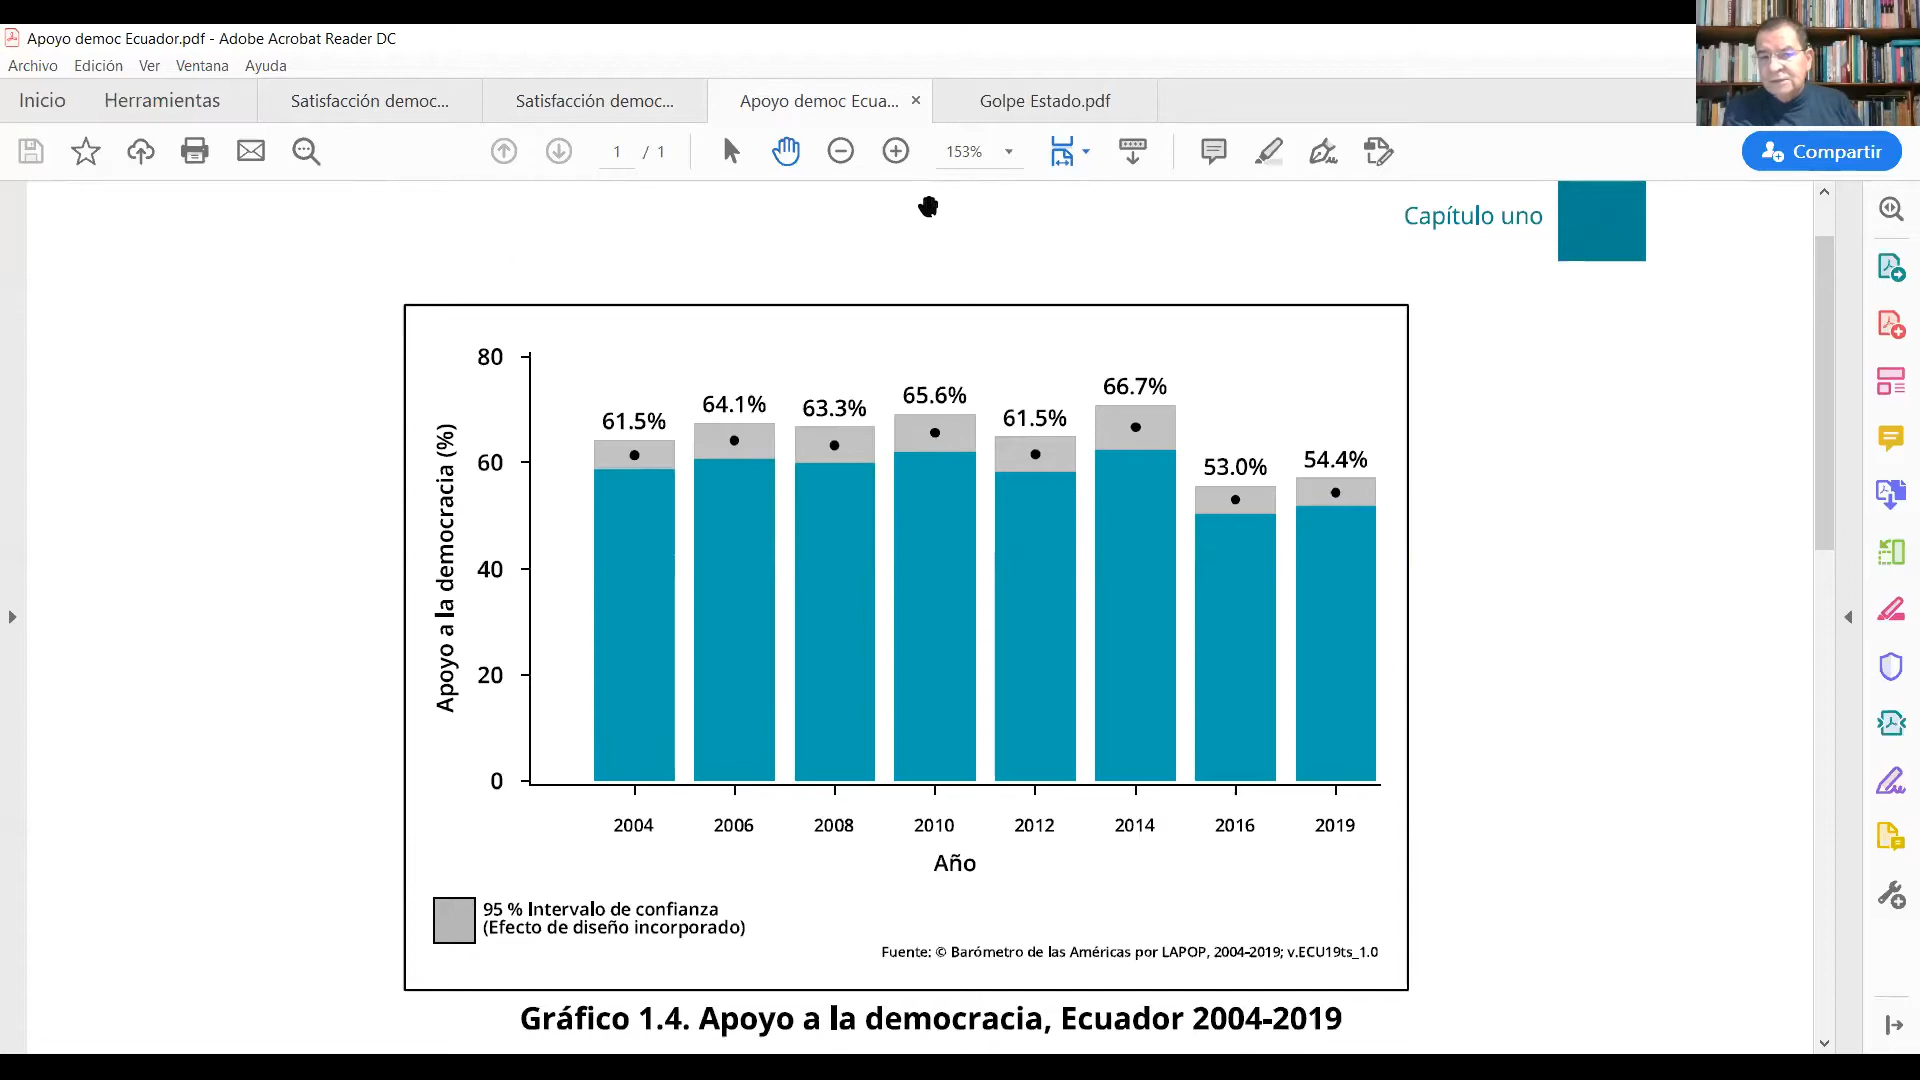 Apoyo democ Ecuador.pdf - Adobe Acrobat Reader DC
Archivo Edición Ver Ventana Ayuda
Inicio Herramientas Satisfacción democ... Satisfacción democ... Apoyo democ Ecua... × Golpe Estado.pdf
1 / 1 153% Compartir
Capítulo uno
80
60
40
20
0
Apoyo a la democracia (%)
61.5% 64.1% 63.3% 65.6% 61.5% 66.7% 53.0% 54.4%
2004 2006 2008 2010 2012 2014 2016 2019
Año
95 % Intervalo de confianza
(Efecto de diseño incorporado)
Fuente: © Barómetro de las Américas por LAPOP, 2004-2019; v.ECU19ts_1.0
Gráfico 1.4. Apoyo a la democracia, Ecuador 2004-2019